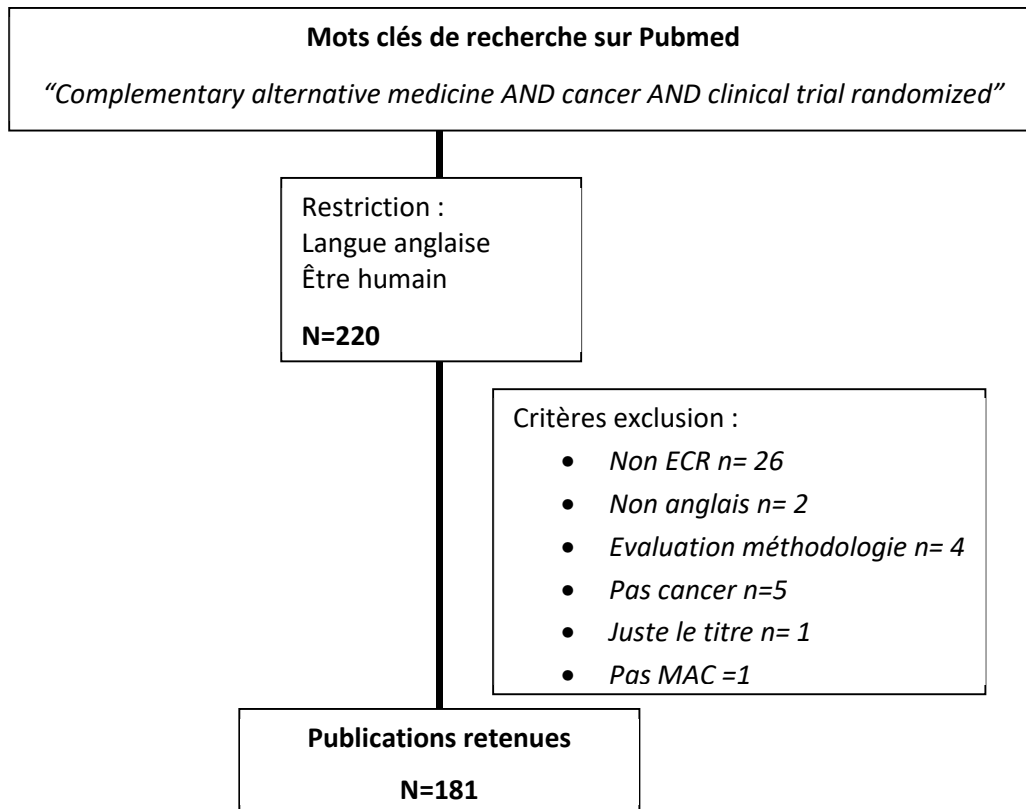 Mots clés de recherche sur Pubmed
“Complementary alternative medicine AND cancer AND clinical trial randomized”
Restriction :
Langue anglaise
Être humain
N=220
Critères exclusion :
• Non ECR n= 26
• Non anglais n= 2
• Evaluation méthodologie n= 4
• Pas cancer n=5
• Juste le titre n= 1
• Pas MAC =1
Publications retenues
N=181